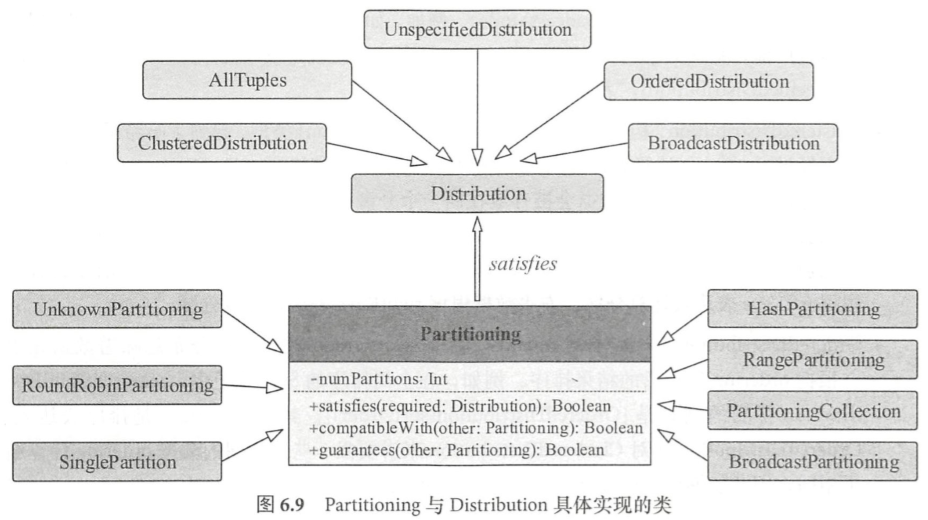 UnspecifiedDistribution
AllTuples
OrderedDistribution
ClusteredDistribution
BroadcastDistribution
Distribution
satisfies
UnknownPartitioning
RoundRobinPartitioning
SinglePartition
Partitioning
-numPartitions: Int
+satisfies(required: Distribution): Boolean
+compatibleWith(other: Partitioning): Boolean
+guarantees(other: Partitioning): Boolean
HashPartitioning
RangePartitioning
PartitioningCollection
BroadcastPartitioning
图 6.9 Partitioning 与 Distribution 具体实现的类